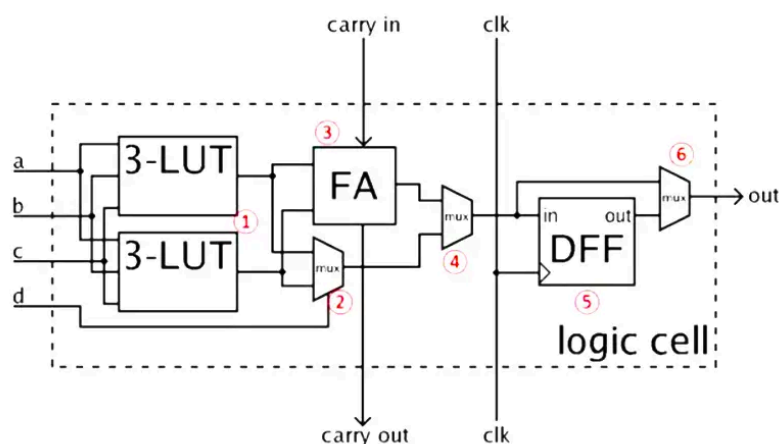 carry in
clk
③
⑥
a
3-LUT
FA
mux
out
b
①
mux
in
out
c
3-LUT
mux
④
DFF
d
②
⑤
logic cell
carry out
clk